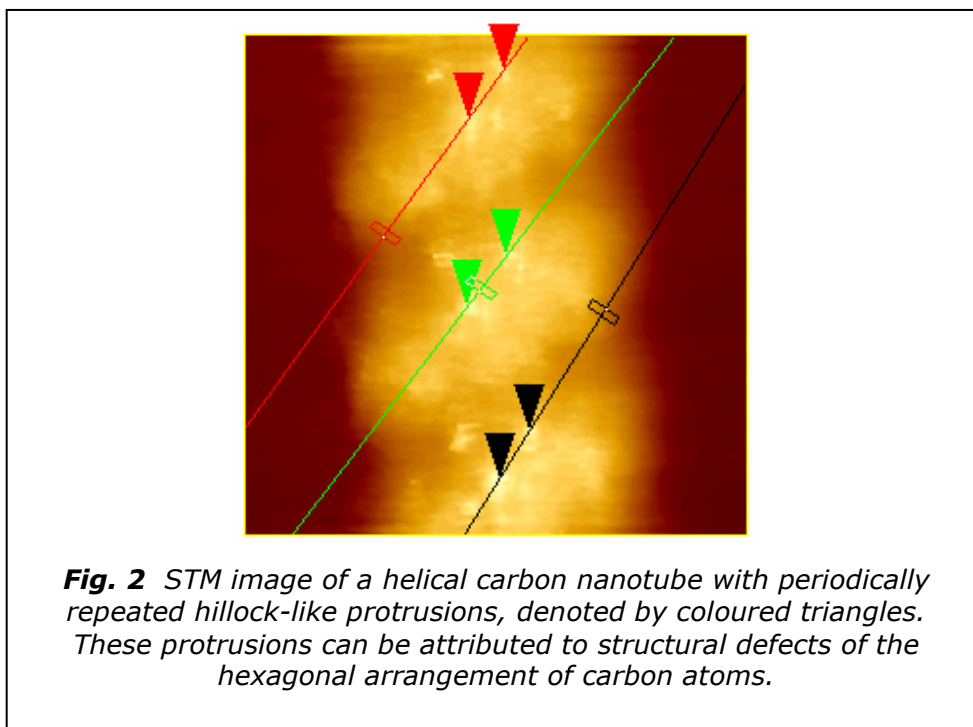 Fig. 2 STM image of a helical carbon nanotube with periodically
repeated hillock-like protrusions, denoted by coloured triangles.
These protrusions can be attributed to structural defects of the
hexagonal arrangement of carbon atoms.